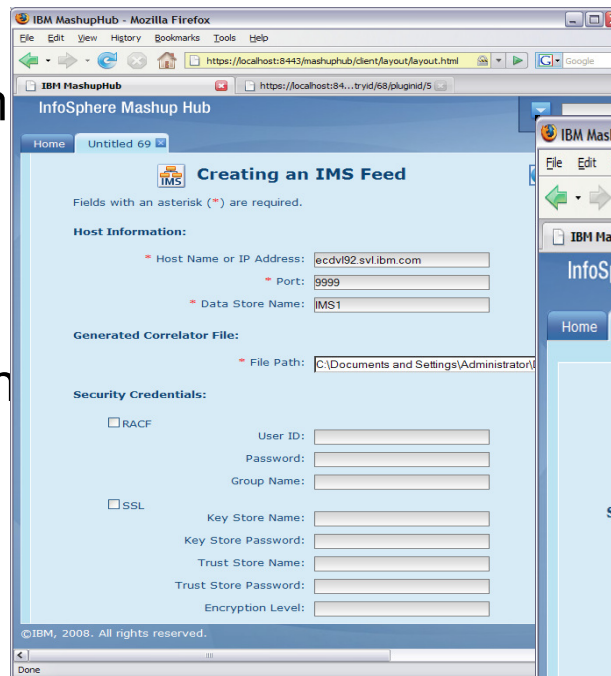 IBM MashupHub - Mozilla Firefox
File Edit View History Bookmarks Tools Help
https://localhost:8443/mashuphub/client/layout/layout.html
Google
IBM MashupHub
https://localhost:84...tryid/68/pluginid/5
InfoSphere Mashup Hub
Home
Untitled 69
IMS
Creating an IMS Feed
Fields with an asterisk (*) are required.
Host Information:
* Host Name or IP Address: ecdvl92.svl.ibm.com
* Port: 9999
* Data Store Name: IMS1
Generated Correlator File:
* File Path: C:\Documents and Settings\Administrator\
Security Credentials:
RACF
User ID:
Password:
Group Name:
SSL
Key Store Name:
Key Store Password:
Trust Store Name:
Trust Store Password:
Encryption Level:
©IBM, 2008. All rights reserved.
Done
IBM Mas
File Edit
IBM Ma
InfoS
Home